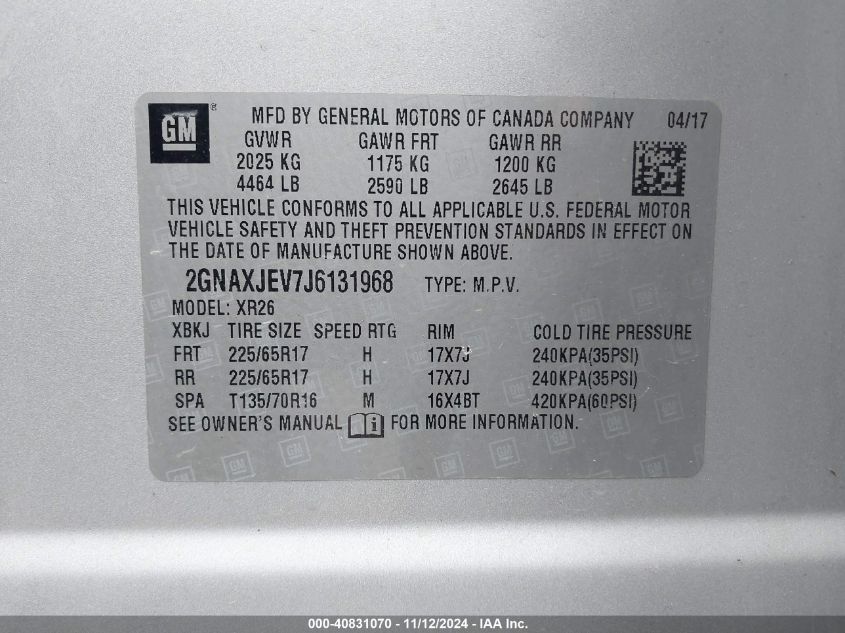 GM ® MFD BY GENERAL MOTORS OF CANADA COMPANY 04/17
GVWR GAWR FRT GAWR RR
2025 KG 1175 KG 1200 KG
4464 LB 2590 LB 2645 LB
THIS VEHICLE CONFORMS TO ALL APPLICABLE U.S. FEDERAL MOTOR
VEHICLE SAFETY AND THEFT PREVENTION STANDARDS IN EFFECT ON
THE DATE OF MANUFACTURE SHOWN ABOVE.
2GNAXJEV7J6131968 TYPE: M.P.V.
MODEL: XR26
XBKJ TIRE SIZE SPEED RTG RIM COLD TIRE PRESSURE
FRT 225/65R17 H 17X7J 240KPA(35PSI)
RR 225/65R17 H 17X7J 240KPA(35PSI)
SPA T135/70R16 M 16X4BT 420KPA(60PSI)
SEE OWNER'S MANUAL i FOR MORE INFORMATION.
000-40831070 - 11/12/2024 - IAA Inc.